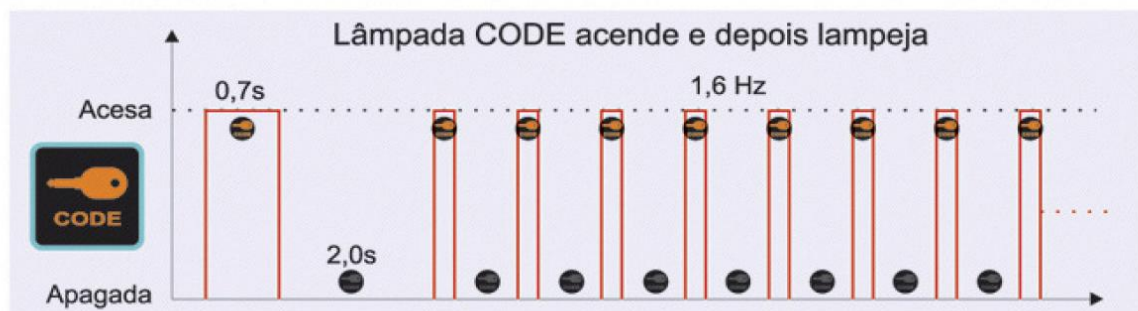 Lâmpada CODE acende e depois lampeja
0,7s
1,6 Hz
Acesa
CODE
2,0s
Apagada